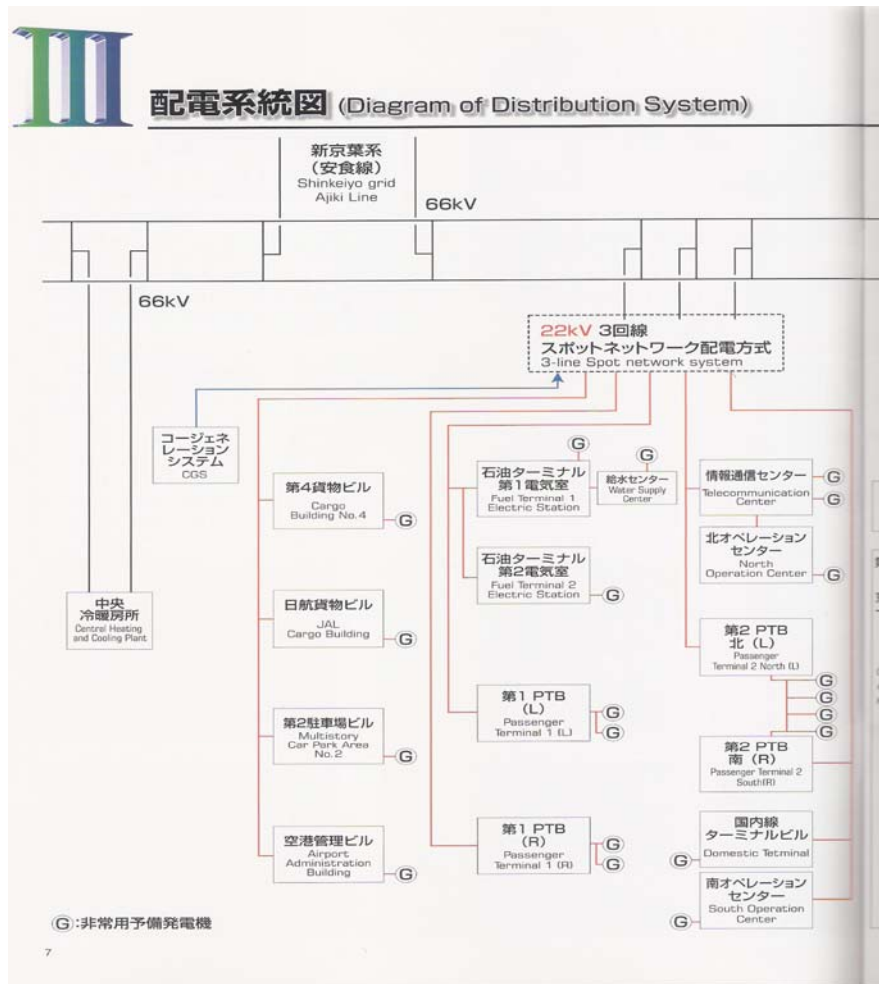 III
配電系統図 (Diagram of Distribution System)
新京葉系
（安食線）
Shinkeiyo grid
Ajiki Line
66kV
66kV
22kV 3回線
スポットネットワーク配電方式
3-line Spot network system
コージェネ
レーション
システム
CGS
中央
冷暖房所
Central Heating
and Cooling Plant
第4貨物ビル
Cargo
Building No.4
G
日航貨物ビル
JAL
Cargo Building
G
第2駐車場ビル
Multistory
Car Park Area
No.2
G
空港管理ビル
Airport
Administration
Building
G
G
石油ターミナル
第1電気室
Fuel Terminal 1
Electric Station
G
給水センター
Water Supply
Center
石油ターミナル
第2電気室
Fuel Terminal 2
Electric Station
G
第1 PTB
(L)
Passenger
Terminal 1 (L)
G
G
第1 PTB
(R)
Passenger
Terminal 1 (R)
G
G
情報通信センター
Telecommunication
Center
G
G
北オペレーション
センター
North
Operation Center
G
第2 PTB
北 (L)
Passenger
Terminal 2 North (L)
G
G
G
G
第2 PTB
南 (R)
Passenger Terminal 2
South(R)
国内線
ターミナルビル
Domestic Tetminal
G
南オペレーション
センター
South Operation
Center
G
G:非常用予備発電機
7